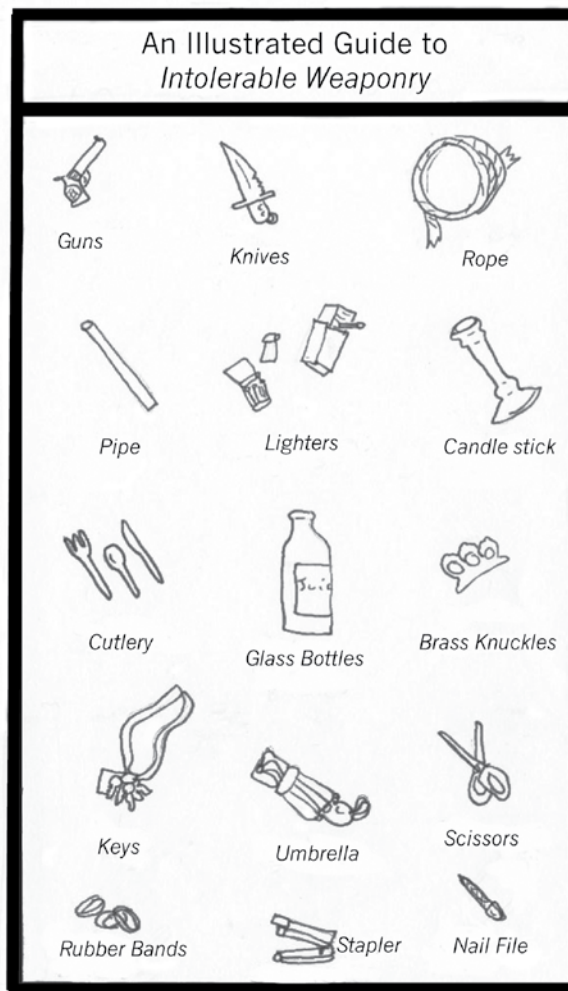 An Illustrated Guide to
Intolerable Weaponry
Guns
Knives
Rope
Pipe
Lighters
Candle stick
Cutlery
Juic
Glass Bottles
Brass Knuckles
Keys
Umbrella
Scissors
Rubber Bands
Stapler
Nail File